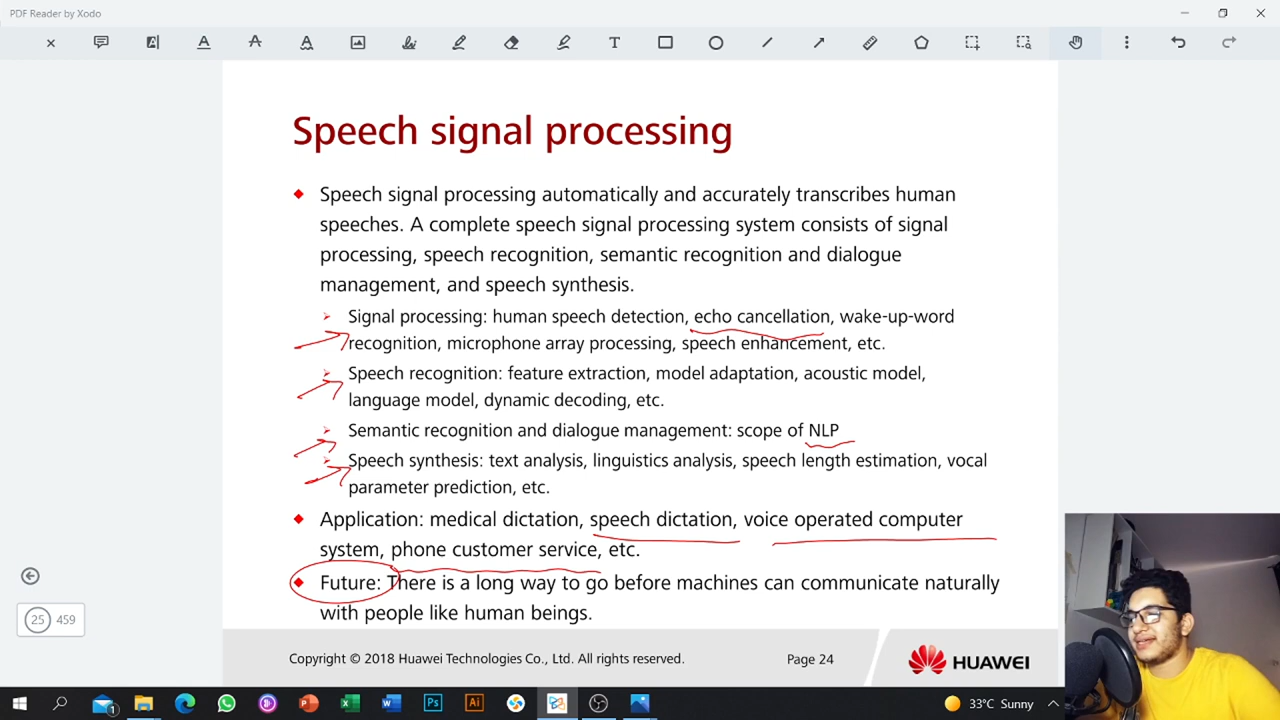 PDF Reader by Xodo
Speech signal processing
Speech signal processing automatically and accurately transcribes human
speeches. A complete speech signal processing system consists of signal
processing, speech recognition, semantic recognition and dialogue
management, and speech synthesis.
Signal processing: human speech detection, echo cancellation, wake-up-word
recognition, microphone array processing, speech enhancement, etc.
Speech recognition: feature extraction, model adaptation, acoustic model,
language model, dynamic decoding, etc.
Semantic recognition and dialogue management: scope of NLP
Speech synthesis: text analysis, linguistics analysis, speech length estimation, vocal
parameter prediction, etc.
Application: medical dictation, speech dictation, voice operated computer
system, phone customer service, etc.
Future: There is a long way to go before machines can communicate naturally
with people like human beings.
25 459
Copyright © 2018 Huawei Technologies Co., Ltd. All rights reserved.
Page 24
HUAWEI
33°C Sunny